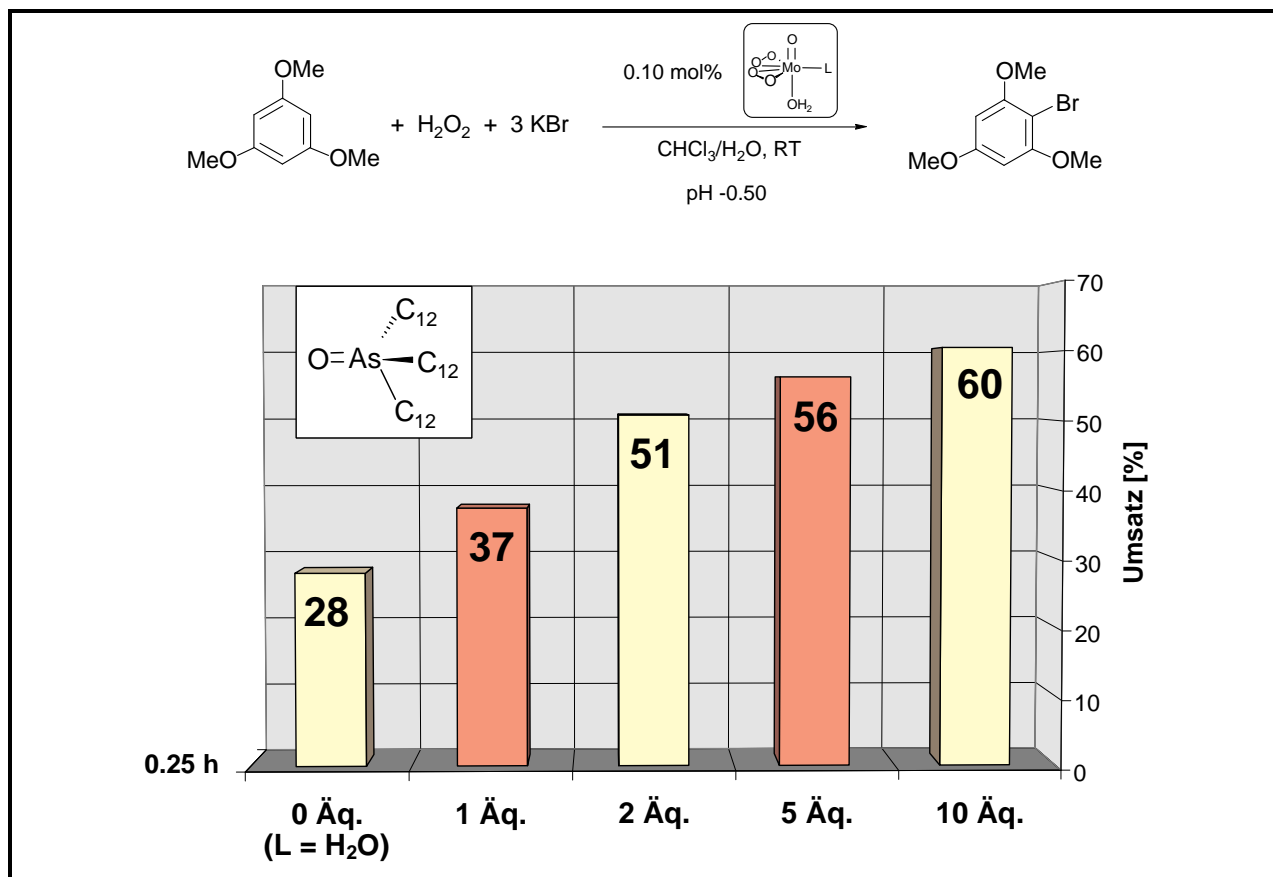 OMe
MeO
OMe
+ H₂O₂ + 3 KBr
0.10 mol%
O
O
O
O
O
Mo
L
OH₂
CHCl₃/H₂O, RT
pH -0.50
OMe
Br
MeO
OMe
O=As
C₁₂
C₁₂
C₁₂
70
60
50
40
30
20
10
0
Umsatz [%]
28
37
51
56
60
0.25 h
0 Äq.
(L = H₂O)
1 Äq.
2 Äq.
5 Äq.
10 Äq.